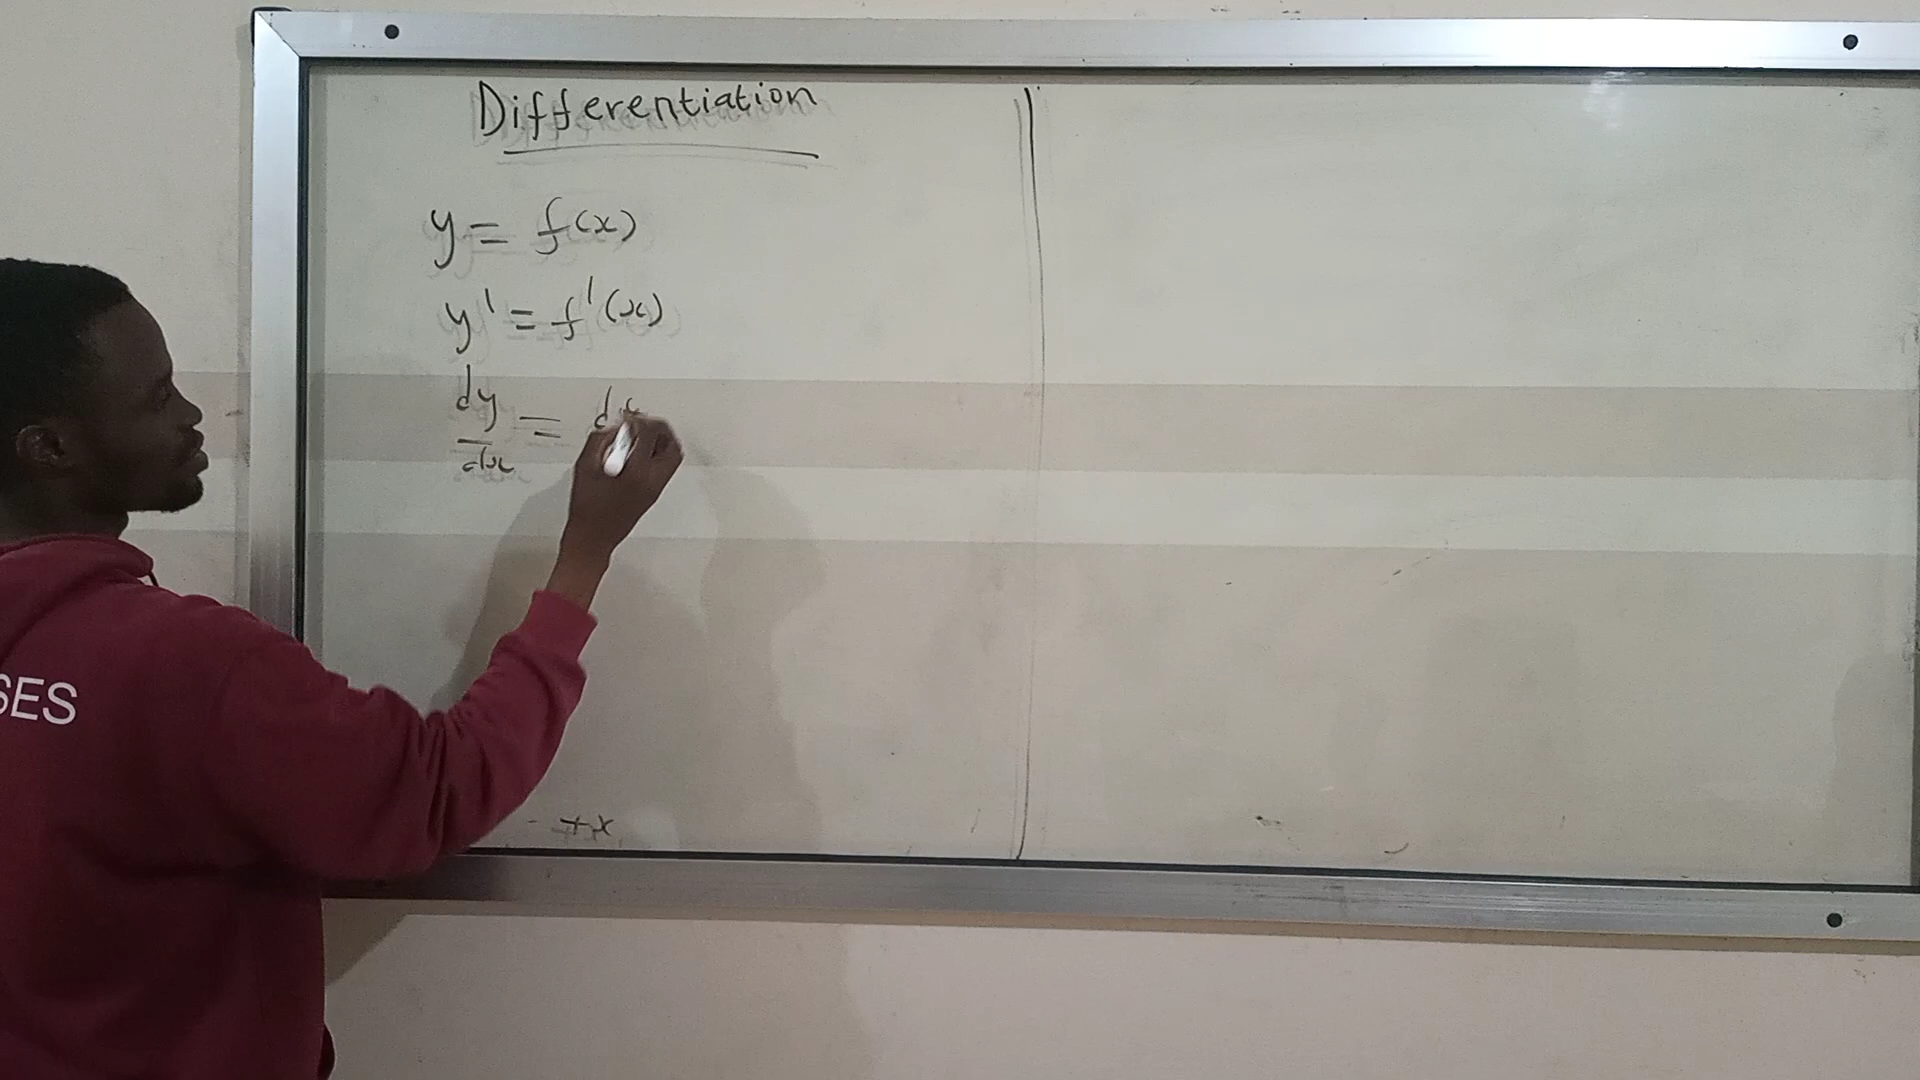 Differentiation
y = f(x)
y' = f'(x)
dy/dx = d
+x
SES